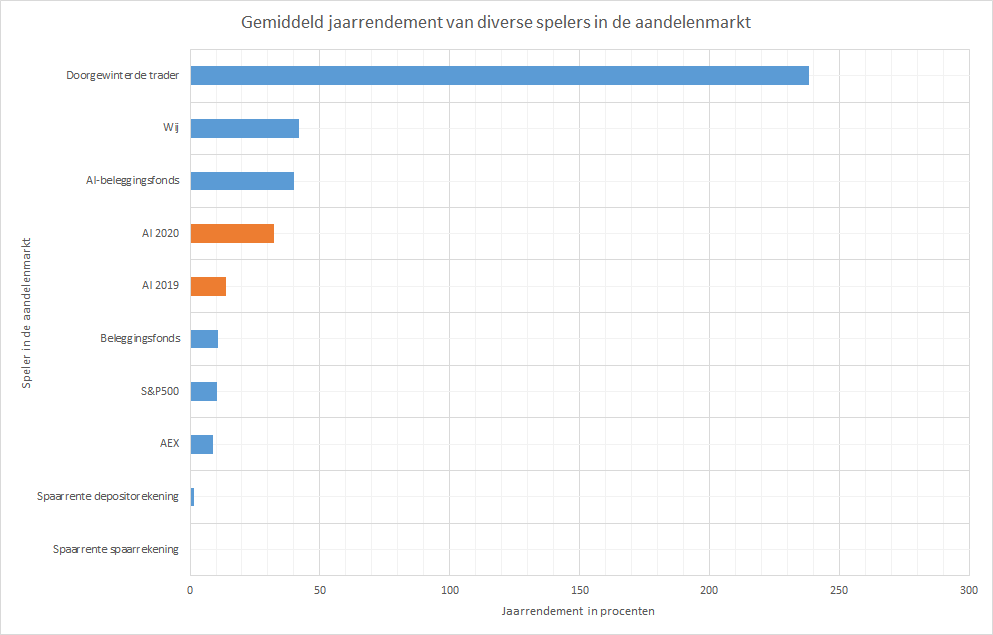 Gemiddeld jaarrendement van diverse spelers in de aandelenmarkt
Speler in de aandelenmarkt
Doorgewinterde trader
Wij
AI-beleggingsfonds
AI 2020
AI 2019
Beleggingsfonds
S&P500
AEX
Spaarrente depositorekening
Spaarrente spaarrekening
0 50 100 150 200 250 300
Jaarrendement in procenten